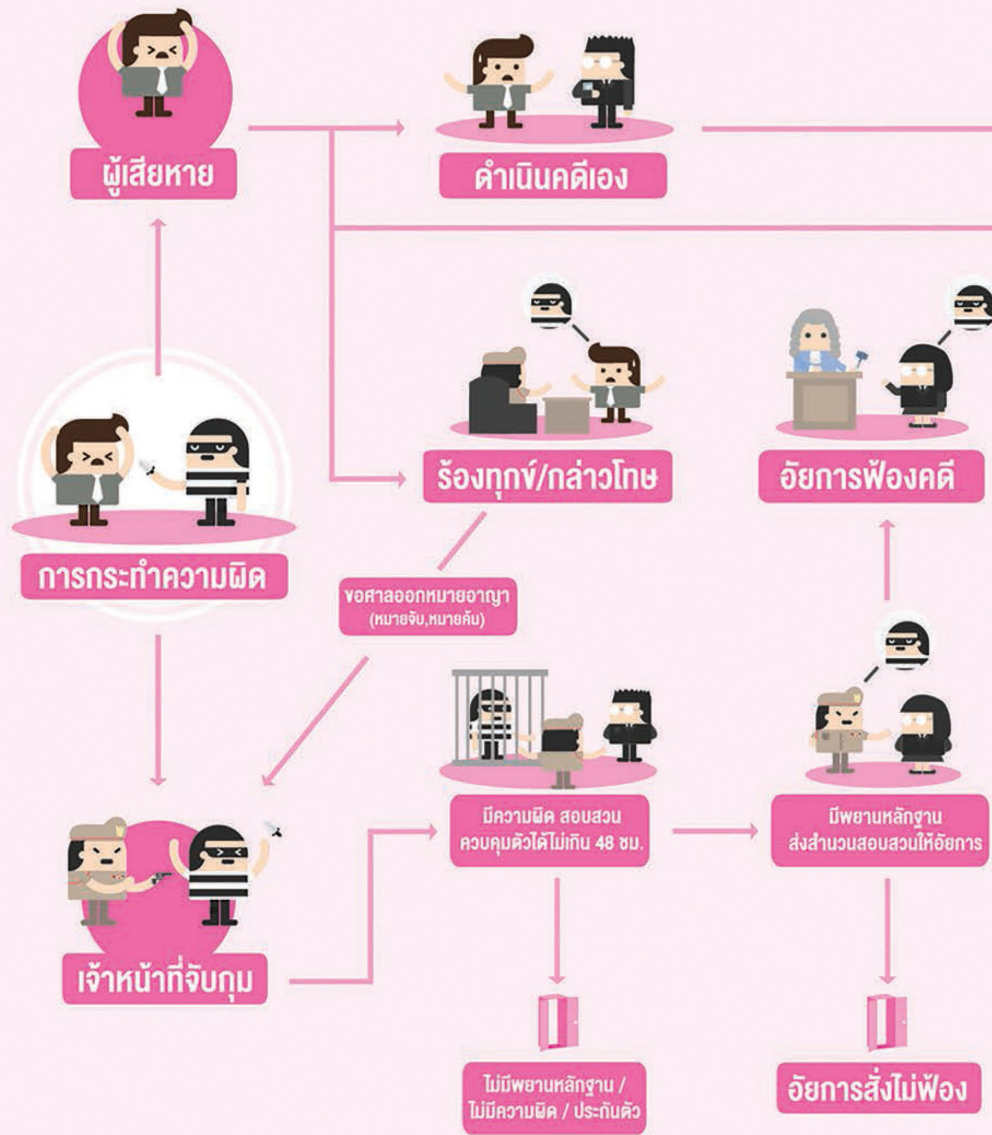 ผู้เสียหาย
ดำเนินคดีเอง
ร้องทุกข์/กล่าวโทษ
อัยการฟ้องคดี
การกระทำความผิด
ขอศาลออกหมายอาญา
(หมายจับ,หมายค้น)
มีความผิด สอบสวน
ควบคุมตัวได้ไม่เกิน 48 ชม.
มีพยานหลักฐาน
ส่งสำนวนสอบสวนให้อัยการ
เจ้าหน้าที่จับกุม
ไม่มีพยานหลักฐาน /
ไม่มีความผิด / ประกันตัว
อัยการสั่งไม่ฟ้อง